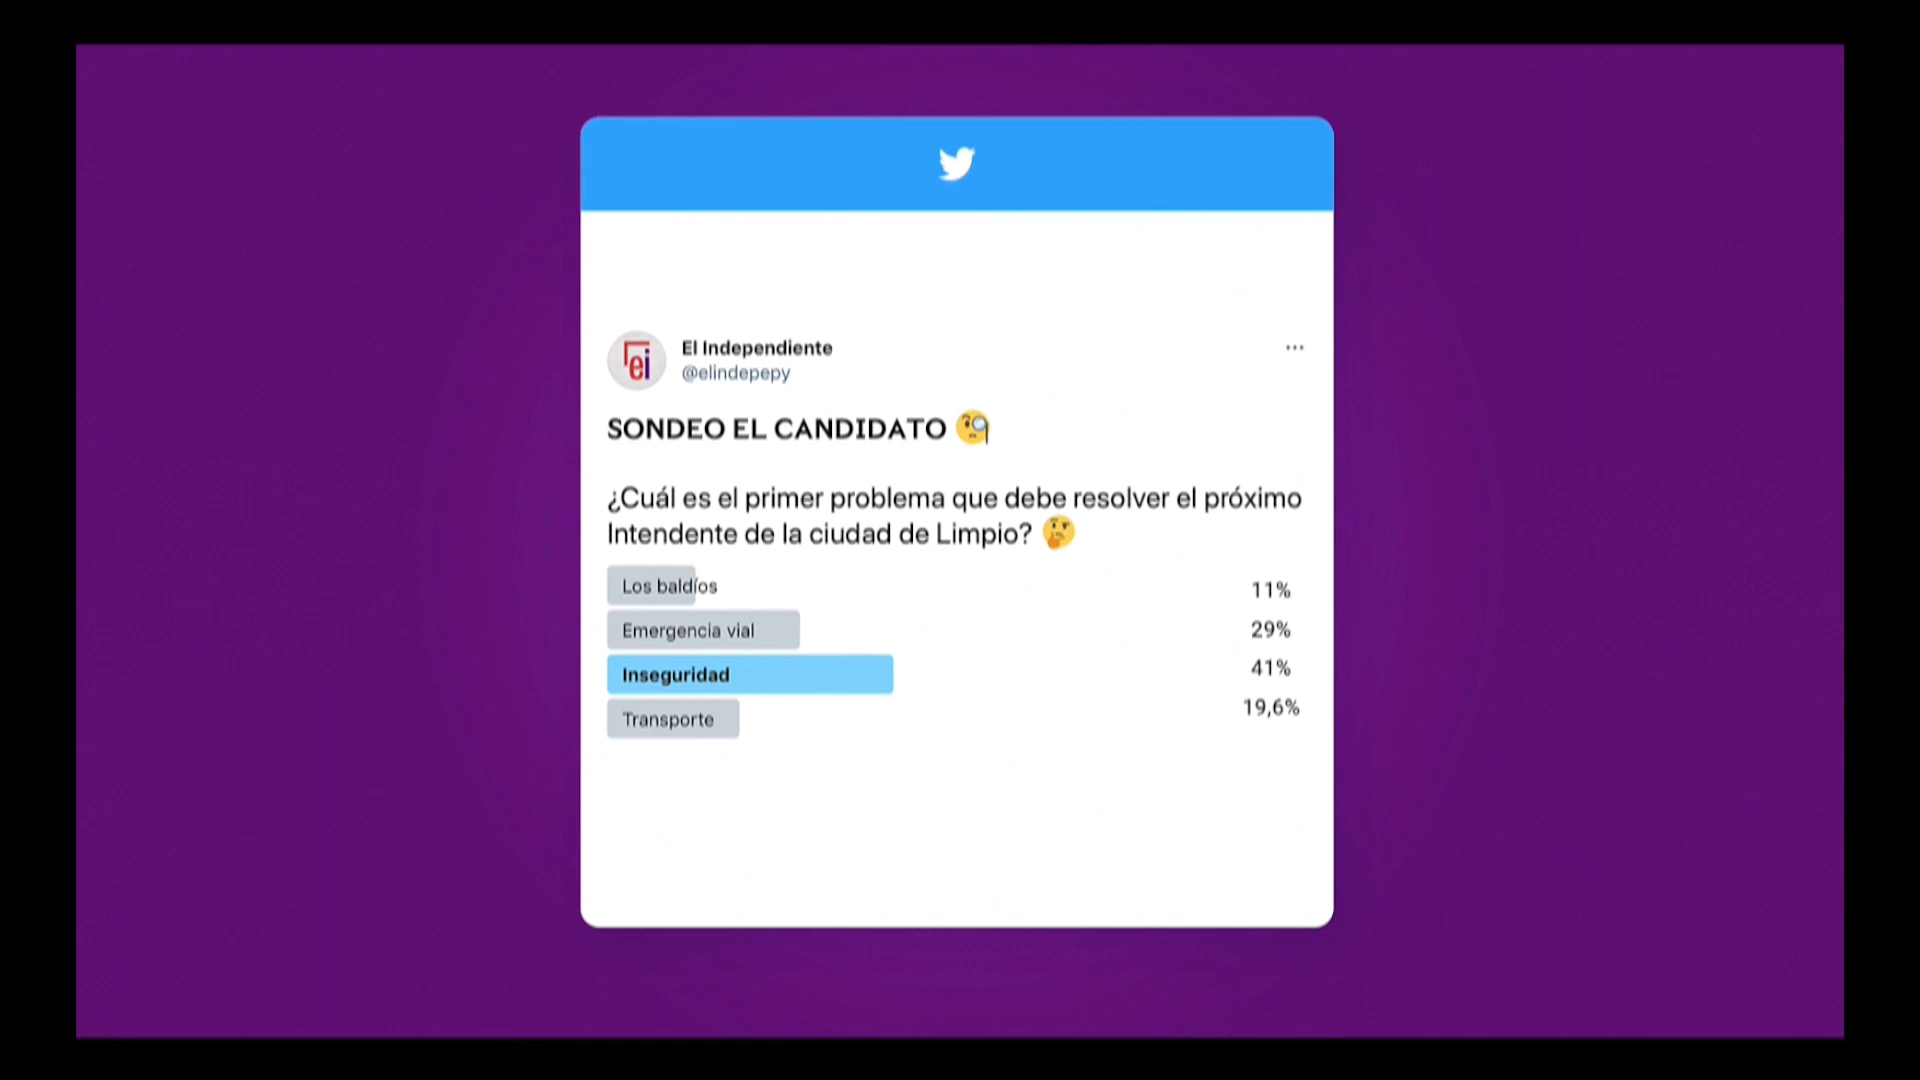 ei
El Independiente
@elindepepy
...
SONDEO EL CANDIDATO 🧐
¿Cuál es el primer problema que debe resolver el próximo
Intendente de la ciudad de Limpio? 🤔
Los baldíos 11%
Emergencia vial 29%
Inseguridad 41%
Transporte 19,6%